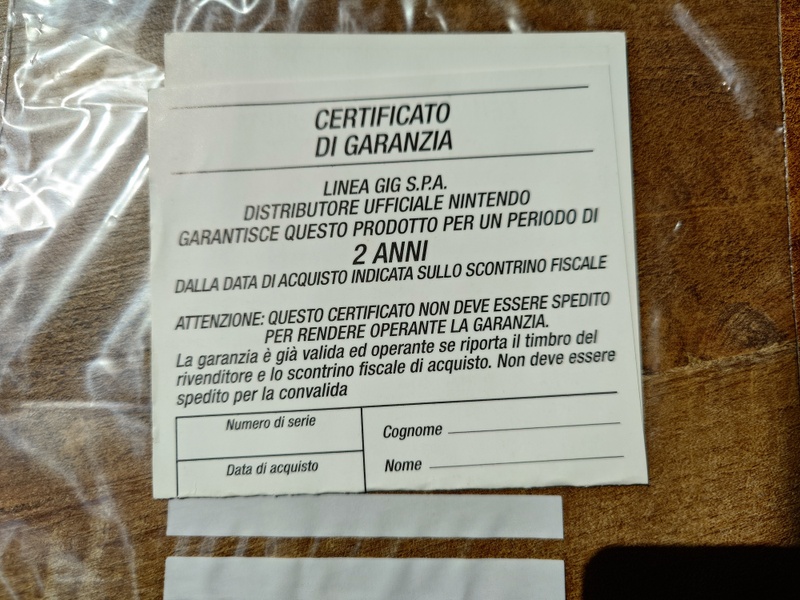 CERTIFICATO
DI GARANZIA
LINEA GIG S.P.A.
DISTRIBUTORE UFFICIALE NINTENDO
GARANTISCE QUESTO PRODOTTO PER UN PERIODO DI
2 ANNI
DALLA DATA DI ACQUISTO INDICATA SULLO SCONTRINO FISCALE
ATTENZIONE: QUESTO CERTIFICATO NON DEVE ESSERE SPEDITO
PER RENDERE OPERANTE LA GARANZIA.
La garanzia è già valida ed operante se riporta il timbro del
rivenditore e lo scontrino fiscale di acquisto. Non deve essere
spedito per la convalida
Numero di serie
Cognome
Data di acquisto
Nome